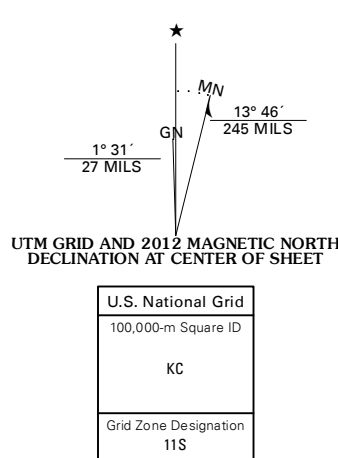 ★
MN
GN
13° 46´
245 MILS
1° 31´
27 MILS
UTM GRID AND 2012 MAGNETIC NORTH
DECLINATION AT CENTER OF SHEET
U.S. National Grid
100,000-m Square ID
KC
Grid Zone Designation
11S